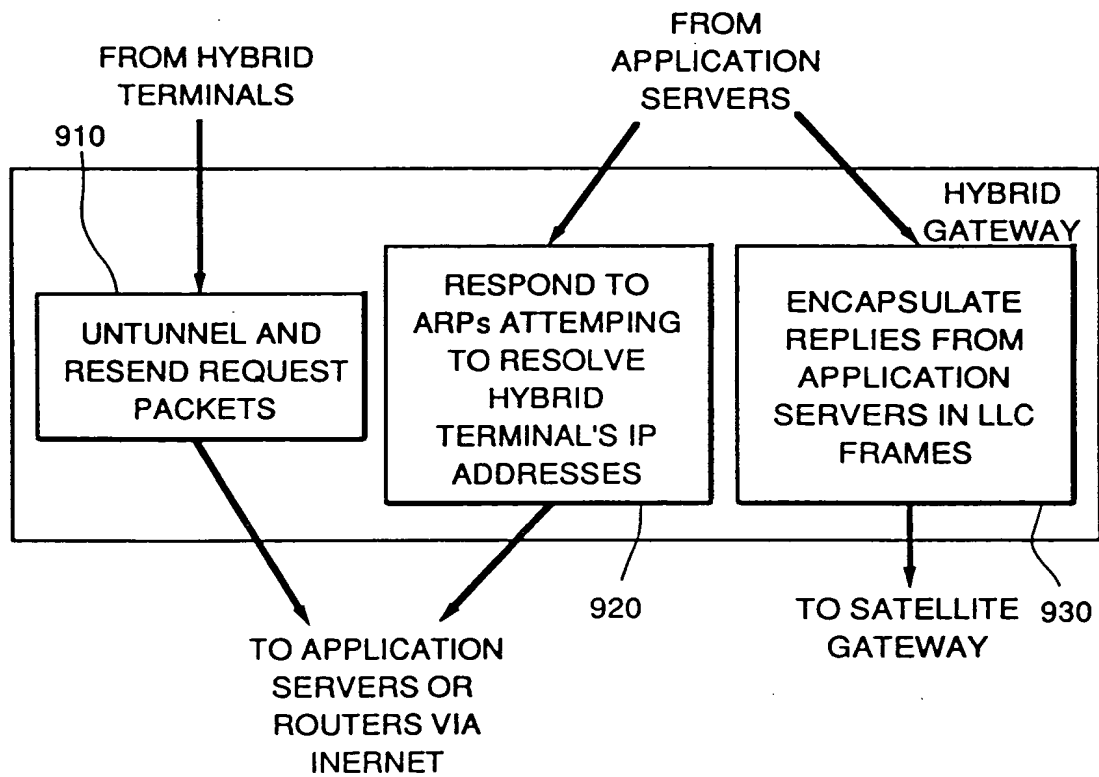 FROM HYBRID
TERMINALS
FROM
APPLICATION
SERVERS
910
HYBRID
GATEWAY
UNTUNNEL AND
RESEND REQUEST
PACKETS
RESPOND TO
ARPs ATTEMPING
TO RESOLVE
HYBRID
TERMINAL'S IP
ADDRESSES
ENCAPSULATE
REPLIES FROM
APPLICATION
SERVERS IN LLC
FRAMES
920
930
TO APPLICATION
SERVERS OR
ROUTERS VIA
INERNET
TO SATELLITE
GATEWAY